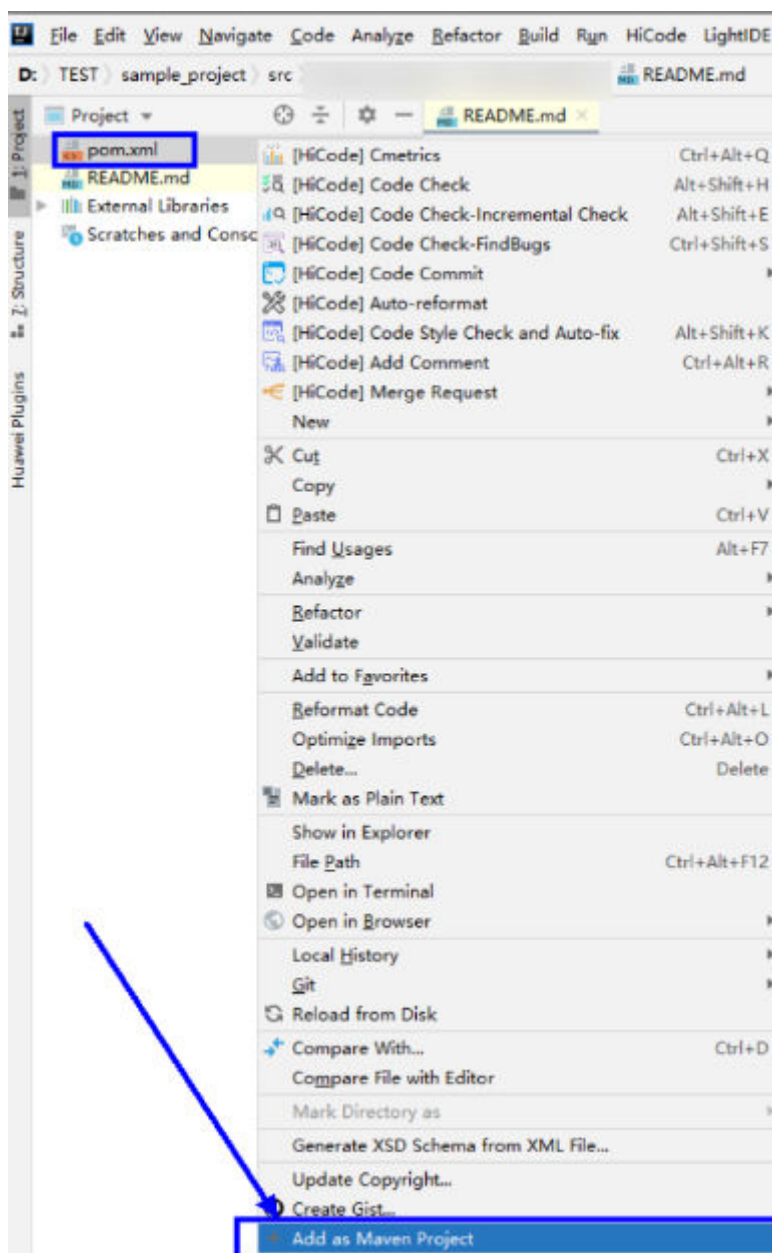 File Edit View Navigate Code Analyze Refactor Build Run HiCode LightIDE
D: TEST sample_project src README.md
Project README.md
1: Project
pom.xml
README.md
External Libraries
Scratches and Consc
7: Structure
Huawei Plugins
[HiCode] Cmetrics Ctrl+Alt+Q
[HiCode] Code Check Alt+Shift+H
[HiCode] Code Check-Incremental Check Alt+Shift+E
[HiCode] Code Check-FindBugs Ctrl+Shift+S
[HiCode] Code Commit
[HiCode] Auto-reformat
[HiCode] Code Style Check and Auto-fix Alt+Shift+K
[HiCode] Add Comment Ctrl+Alt+R
[HiCode] Merge Request
New
Cut Ctrl+X
Copy
Paste Ctrl+V
Find Usages Alt+F7
Analyze
Refactor
Validate
Add to Favorites
Reformat Code Ctrl+Alt+L
Optimize Imports Ctrl+Alt+O
Delete... Delete
Mark as Plain Text
Show in Explorer
File Path Ctrl+Alt+F12
Open in Terminal
Open in Browser
Local History
Git
Reload from Disk
Compare With... Ctrl+D
Compare File with Editor
Mark Directory as
Generate XSD Schema from XML File...
Update Copyright...
Create Gist...
Add as Maven Project